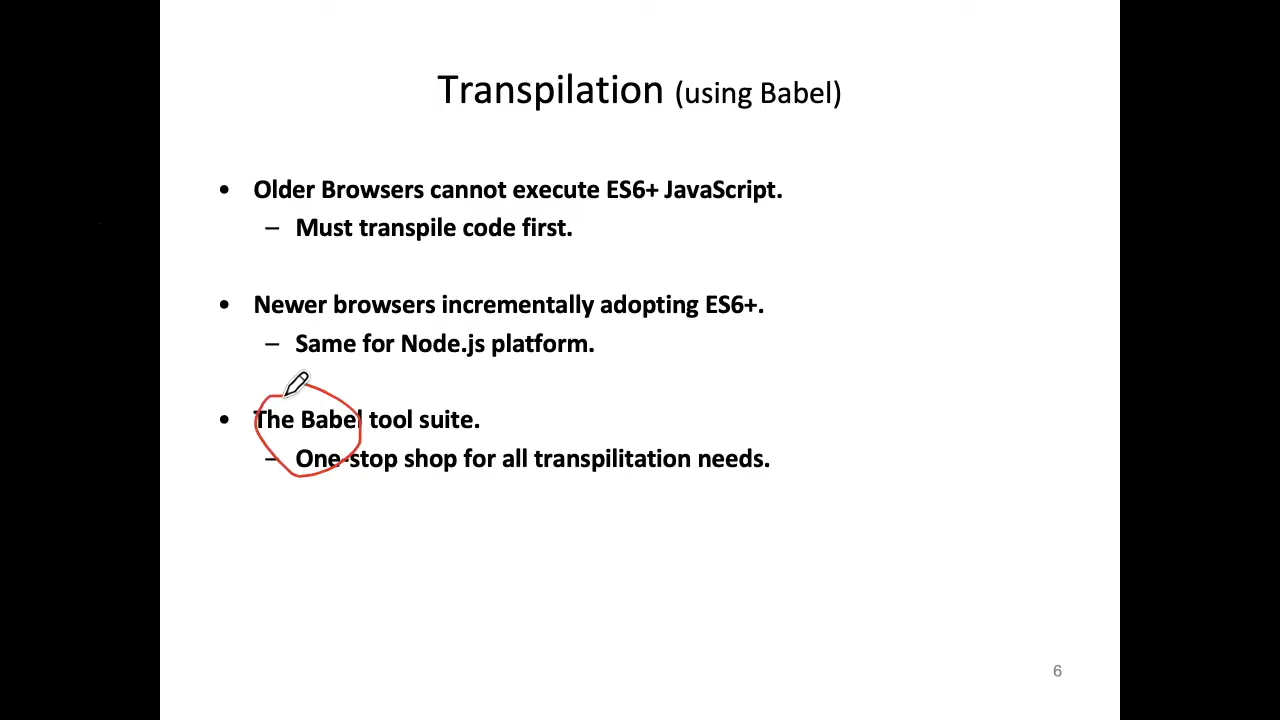 Transpilation (using Babel)
• Older Browsers cannot execute ES6+ JavaScript.
– Must transpile code first.
• Newer browsers incrementally adopting ES6+.
– Same for Node.js platform.
• The Babel tool suite.
– One-stop shop for all transpilitation needs.
6